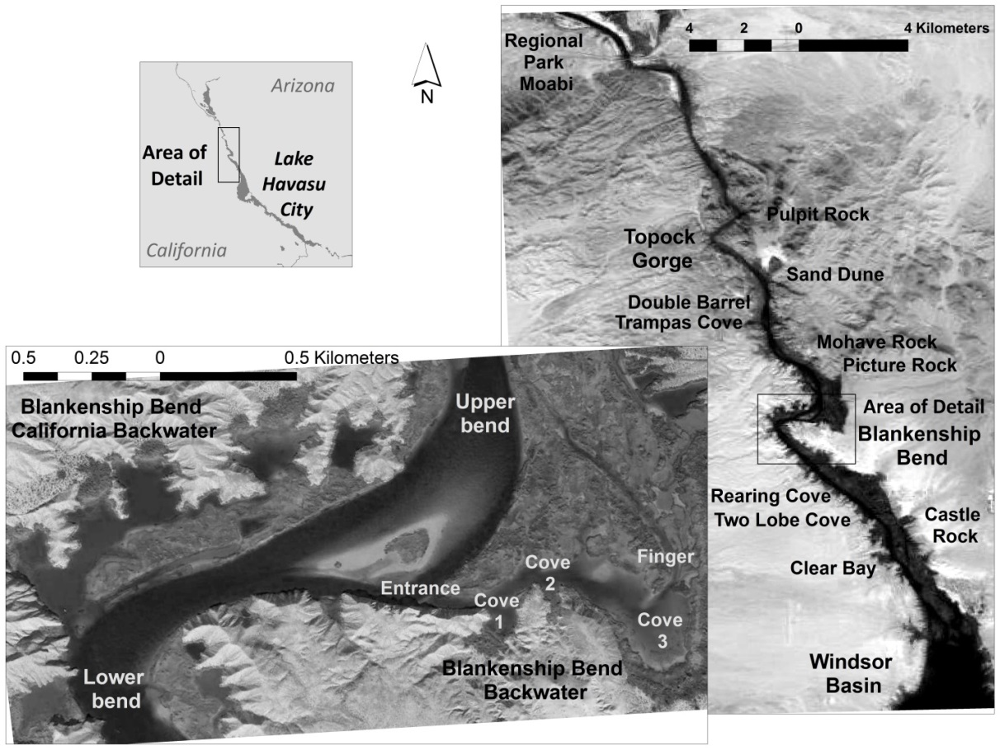 Arizona
Area of
Detail
Lake
Havasu
City
California
N
4 2 0 4 Kilometers
Regional
Park
Moabi
Pulpit Rock
Topock
Gorge
Sand Dune
Double Barrel
Trampas Cove
Mohave Rock
Picture Rock
Area of Detail
Blankenship
Bend
Rearing Cove
Two Lobe Cove
Castle
Rock
Clear Bay
Windsor
Basin
0.5 0.25 0 0.5 Kilometers
Blankenship Bend
California Backwater
Upper
bend
Finger
Cove
2
Entrance
Cove
1
Cove
3
Blankenship Bend
Backwater
Lower
bend